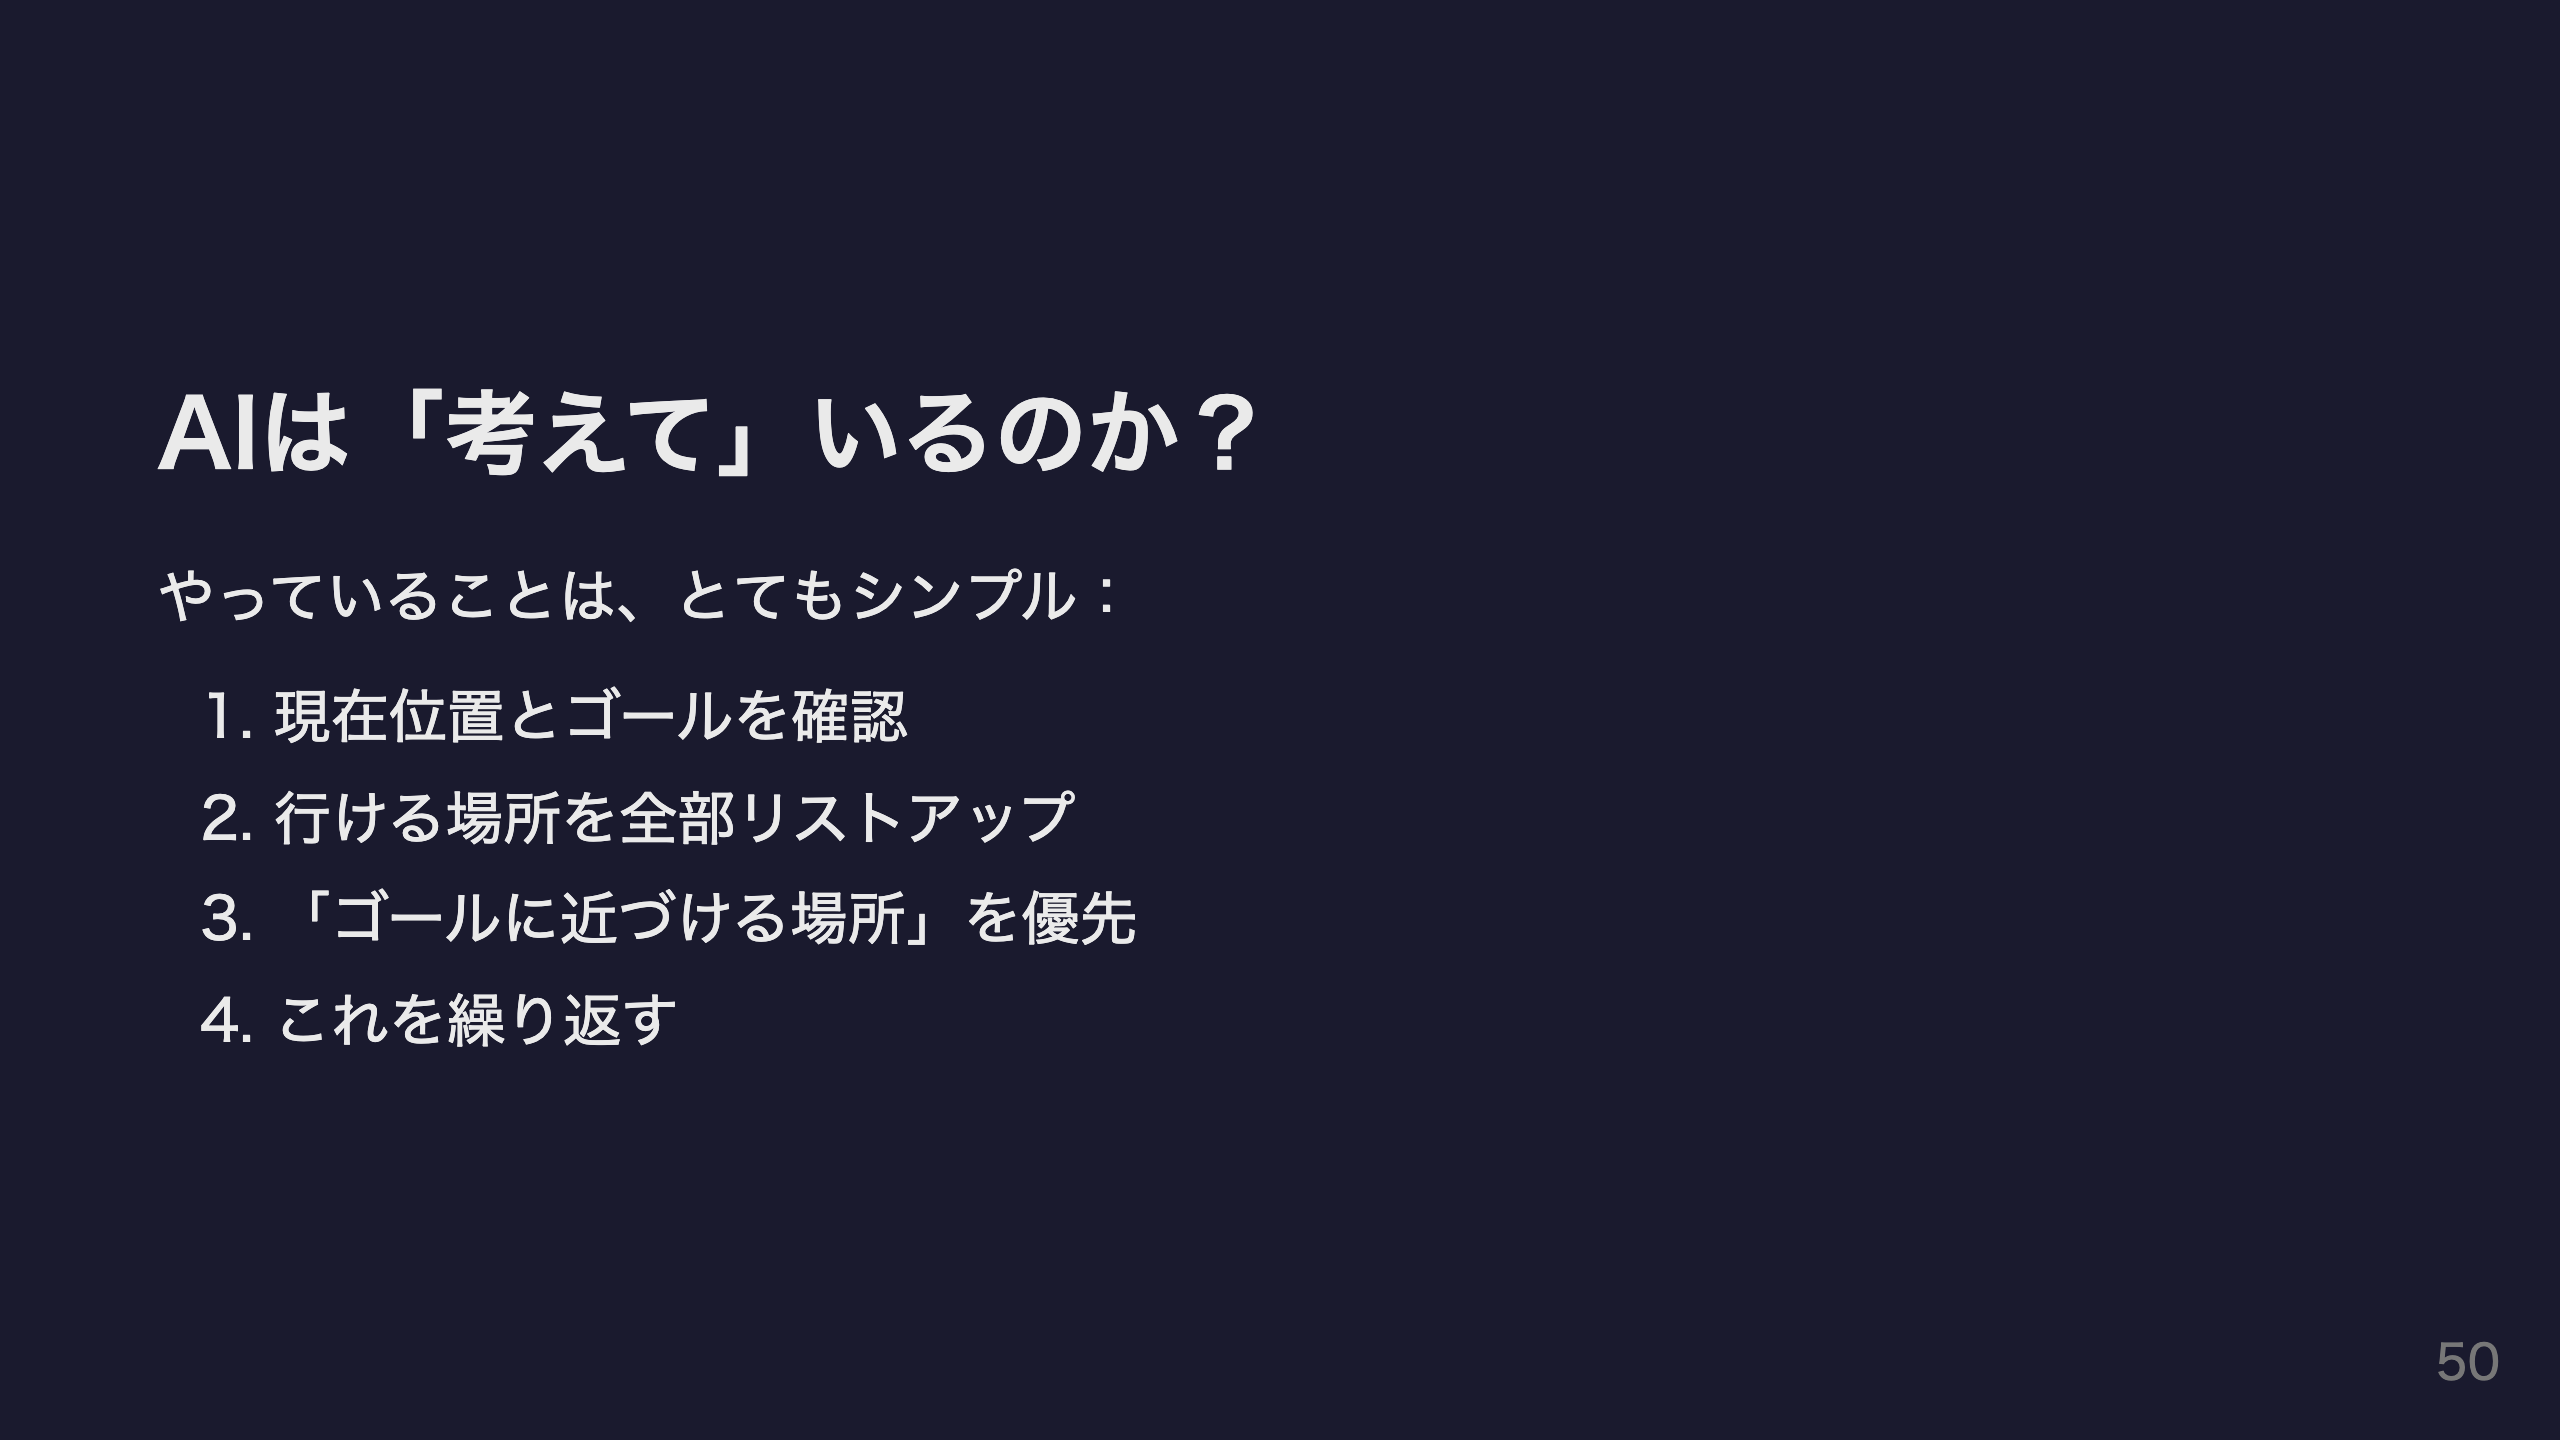 AIは「考えて」いるのか？
やっていることは、とてもシンプル：
1. 現在位置とゴールを確認
2. 行ける場所を全部リストアップ
3. 「ゴールに近づける場所」を優先
4. これを繰り返す
50